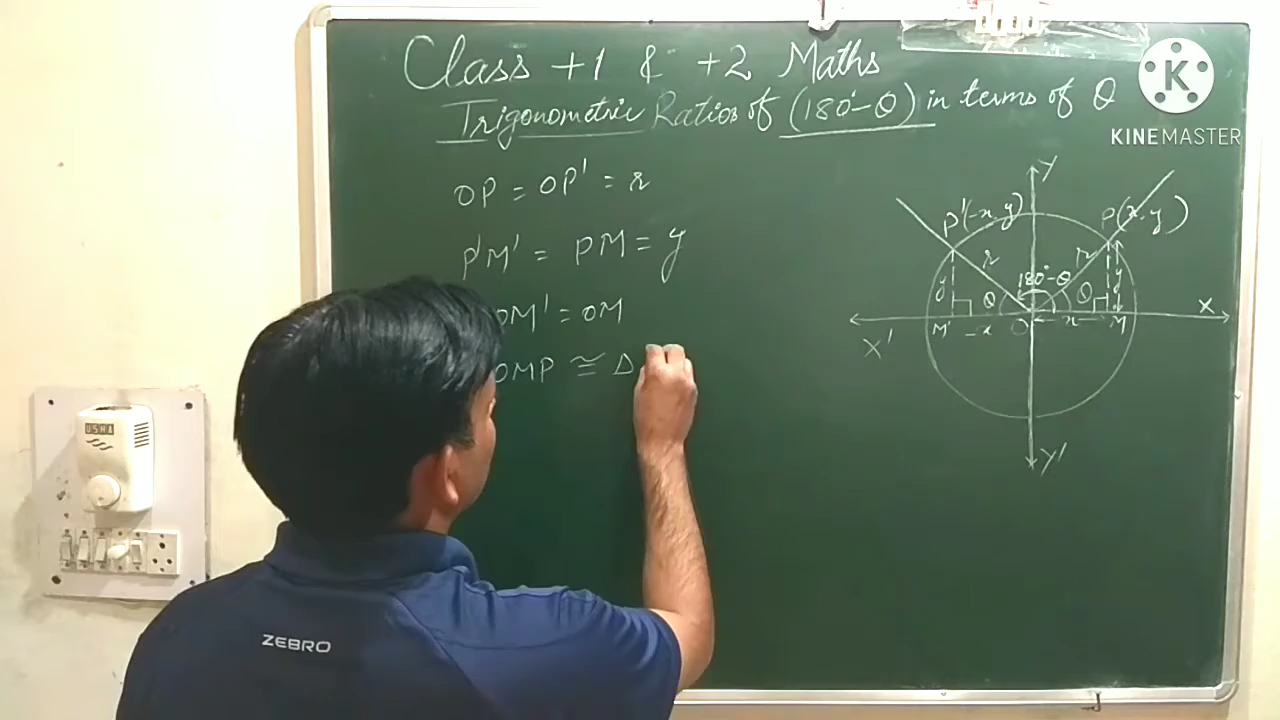 Class +1 & +2 Maths
Trigonometric Ratios of (180°-θ) in terms of θ
K
KINEMASTER
OP = OP' = r
P'M' = PM = y
OM' = OM
OMP ≅ Δ
Y
P'(-x, y)
P(x, y)
r
r
180°-θ
y
θ
θ
y
X'
M'
-x
O
x
M
X
Y'
USHA
ZEBRO